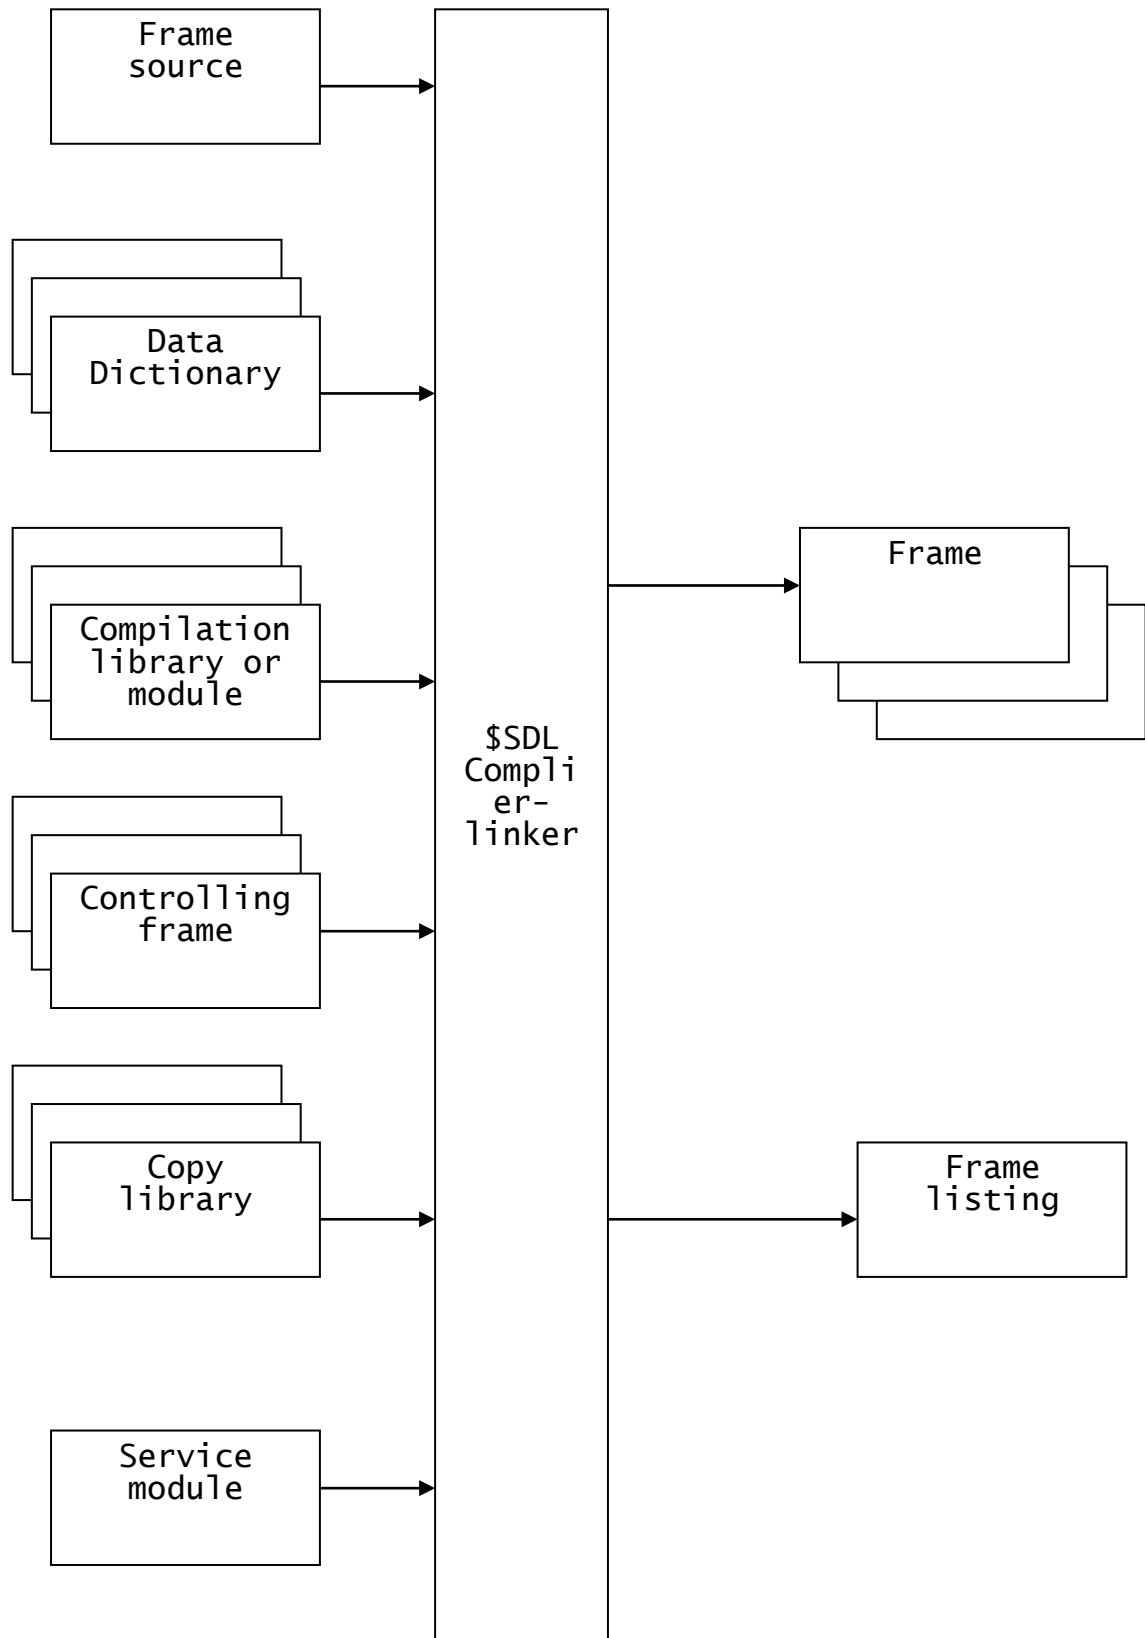 Frame
source
Data
Dictionary
Compilation
library or
module
Controlling
frame
Copy
library
Service
module
$SDL
Compli
er-
linker
Frame
Frame
listing